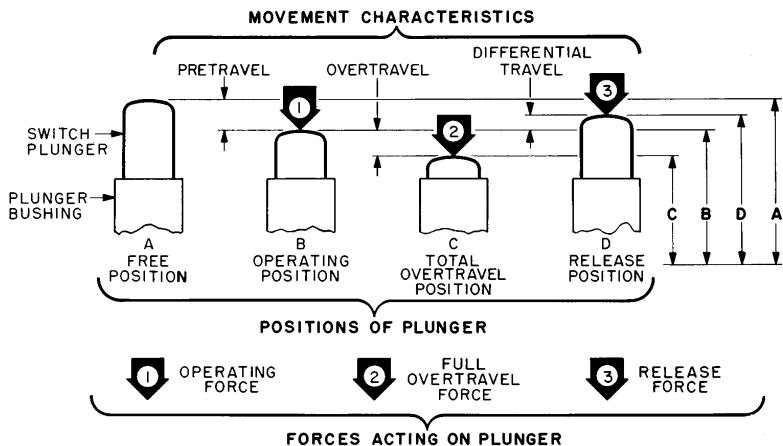 MOVEMENT CHARACTERISTICS
PRETRAVEL
OVERTRAVEL
DIFFERENTIAL
TRAVEL
1
2
3
SWITCH
PLUNGER
PLUNGER
BUSHING
C
B
D
A
A
FREE
POSITION
B
OPERATING
POSITION
C
TOTAL
OVERTRAVEL
POSITION
D
RELEASE
POSITION
POSITIONS OF PLUNGER
1
OPERATING
FORCE
2
FULL
OVERTRAVEL
FORCE
3
RELEASE
FORCE
FORCES ACTING ON PLUNGER